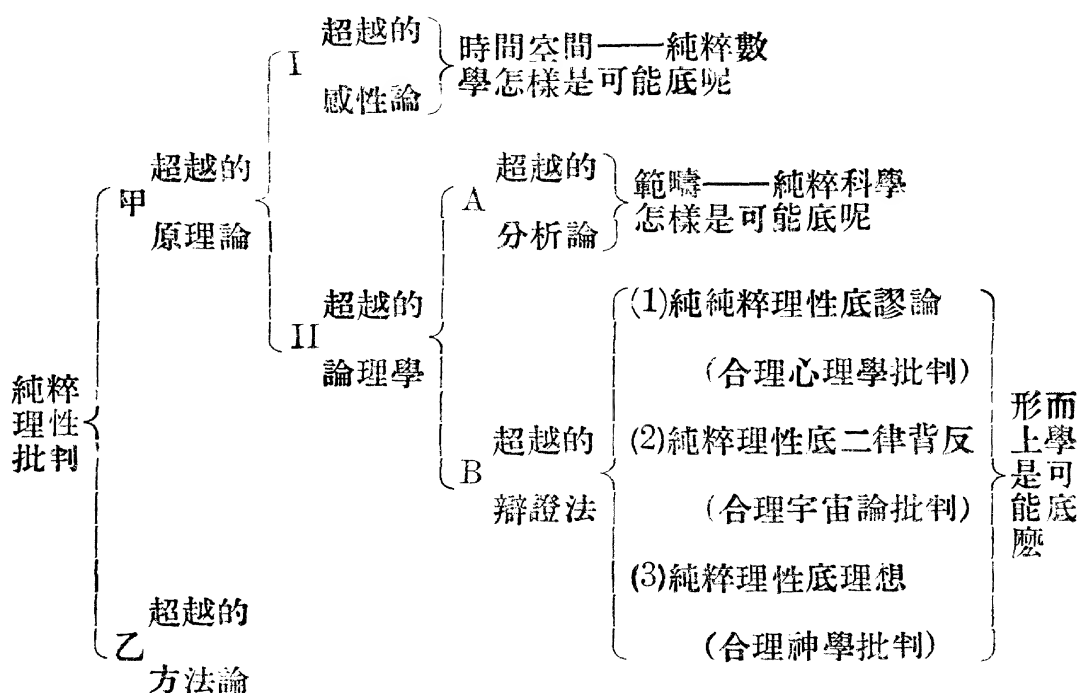 純粹
理性
批判
甲
超越的
原理論
I
超越的
感性論
時間空間——純粹數
學怎樣是可能底呢
II
超越的
論理學
A
超越的
分析論
範疇——純粹科學
怎樣是可能底呢
B
超越的
辯證法
(1)純純粹理性底謬論
(合理心理學批判)
(2)純粹理性底二律背反
(合理宇宙論批判)
(3)純粹理性底理想
(合理神學批判)
形而
上學
是可
能底
麽
乙
超越的
方法論